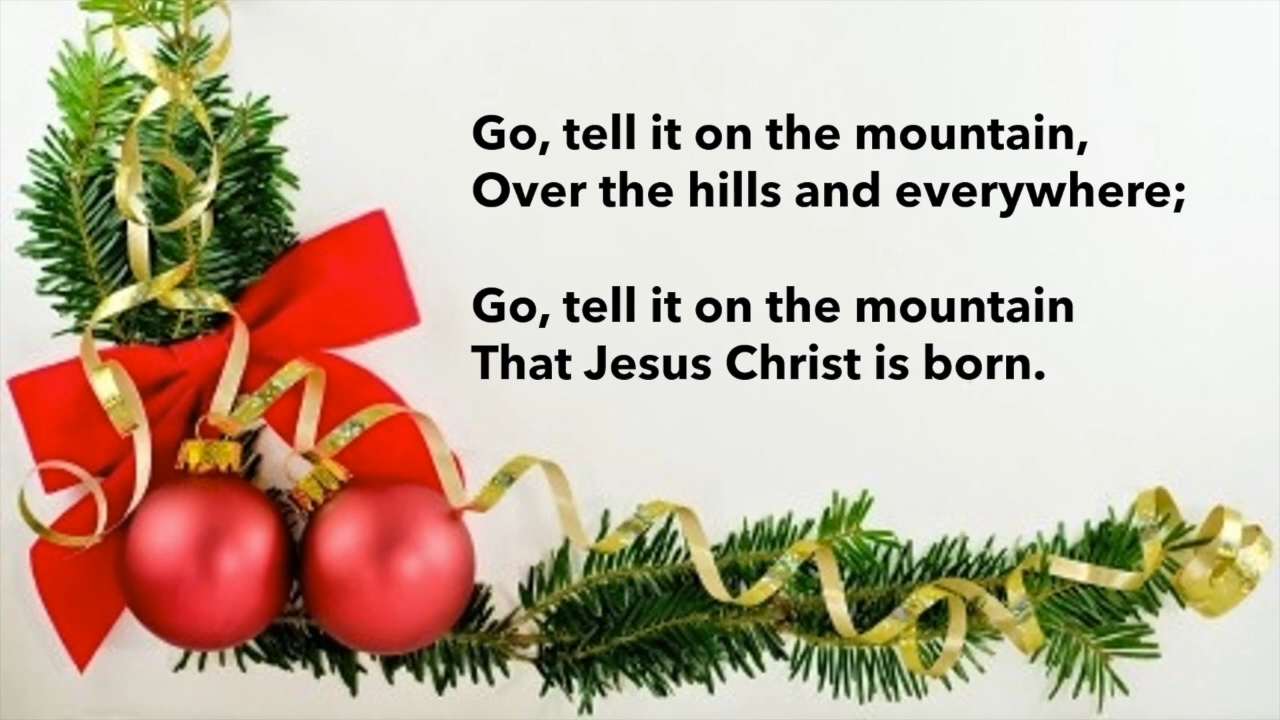 Go, tell it on the mountain,
Over the hills and everywhere;
Go, tell it on the mountain
That Jesus Christ is born.